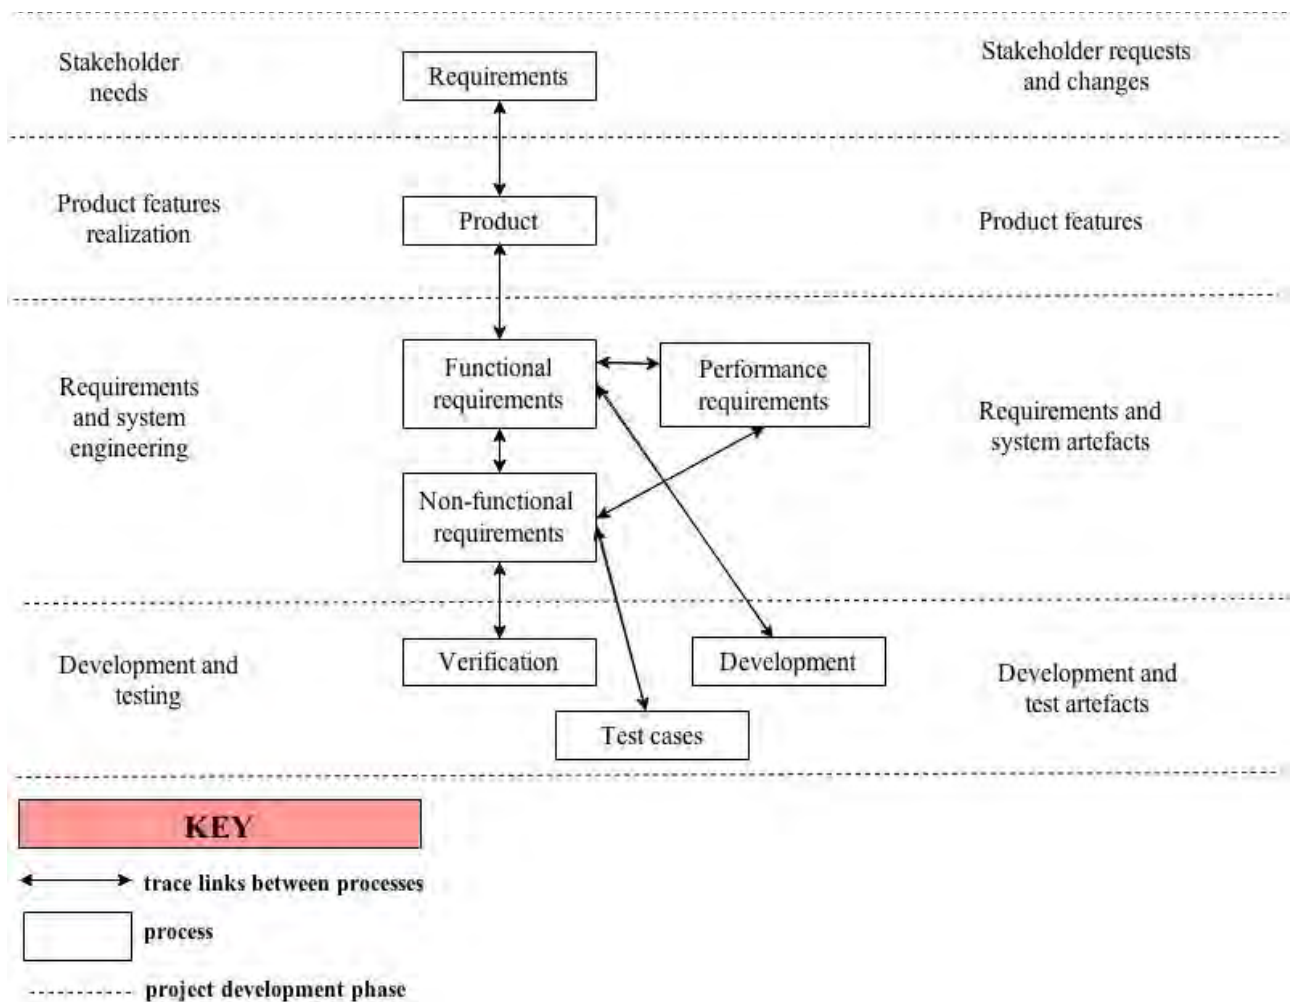 Stakeholder
needs
Requirements
Stakeholder requests
and changes
Product features
realization
Product
Product features
Requirements
and system
engineering
Functional
requirements
Performance
requirements
Non-functional
requirements
Requirements and
system artefacts
Development and
testing
Verification
Development
Test cases
Development and
test artefacts
KEY
trace links between processes
process
project development phase